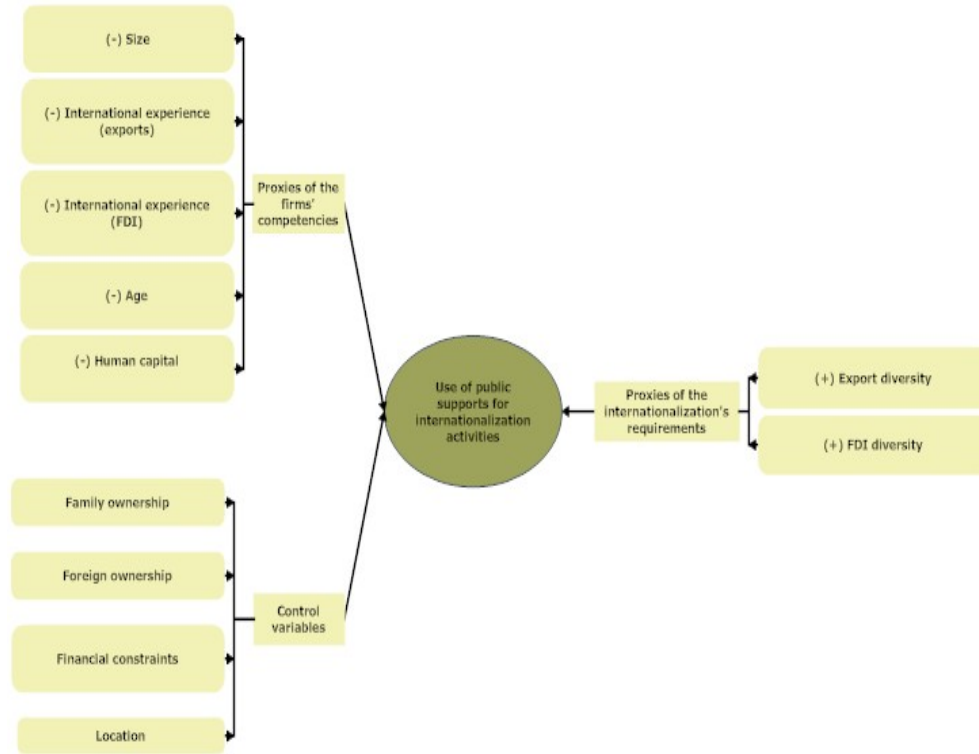 (-) Size
(-) International experience
(exports)
(-) International experience
(FDI)
(-) Age
(-) Human capital
Proxies of the
firms'
competencies
Use of public
supports for
internationalization
activities
Proxies of the
internationalization's
requirements
(+) Export diversity
(+) FDI diversity
Family ownership
Foreign ownership
Financial constraints
Location
Control
variables